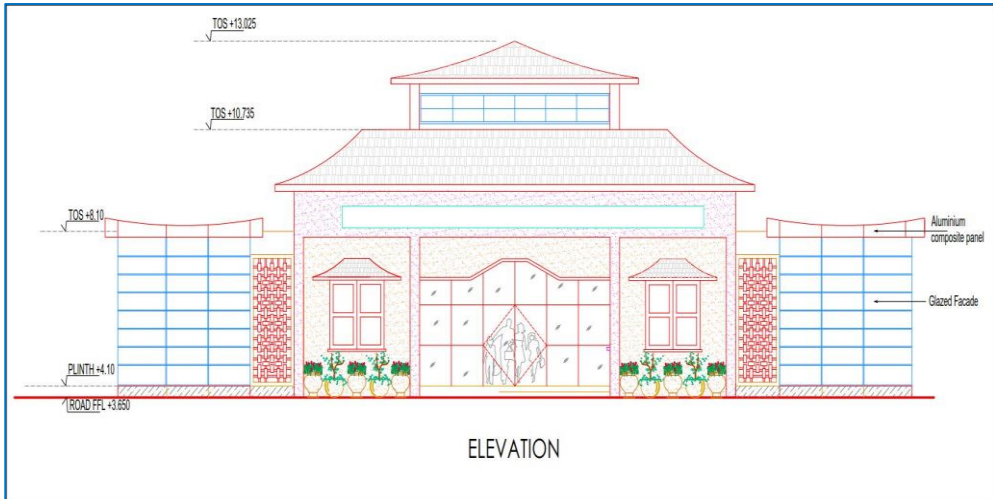 TOS +13.025
TOS +10.735
TOS +8.10
Aluminium
composite panel
Glazed Facade
PLINTH +4.10
ROAD FFL +3.650
ELEVATION